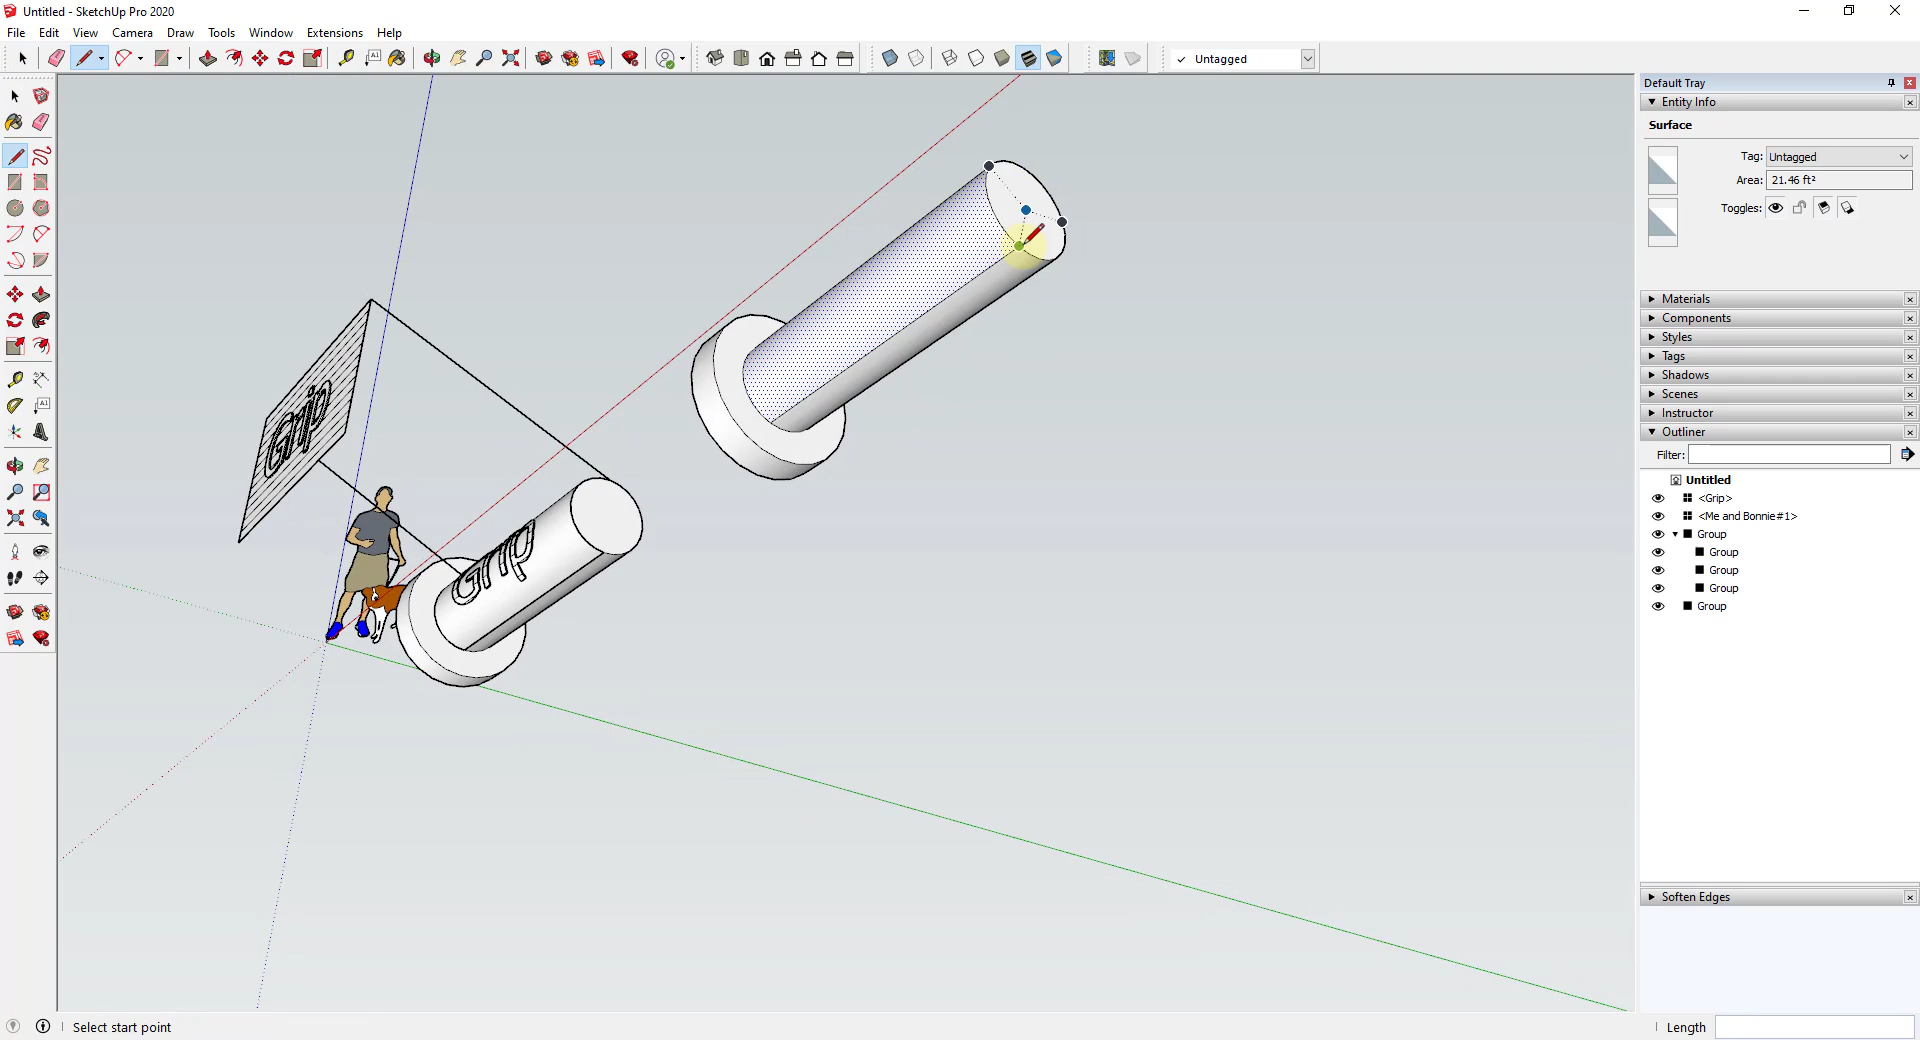 Untitled - SketchUp Pro 2020
File Edit View Camera Draw Tools Window Extensions Help
Untagged
Default Tray
Entity Info
Surface
Tag: Untagged
Area: 21.46 ft²
Toggles:
Materials
Components
Styles
Tags
Shadows
Scenes
Instructor
Outliner
Filter:
Untitled
<Grip>
<Me and Bonnie#1>
Group
Group
Group
Group
Group
Soften Edges
Grip
Grip
Select start point
Length